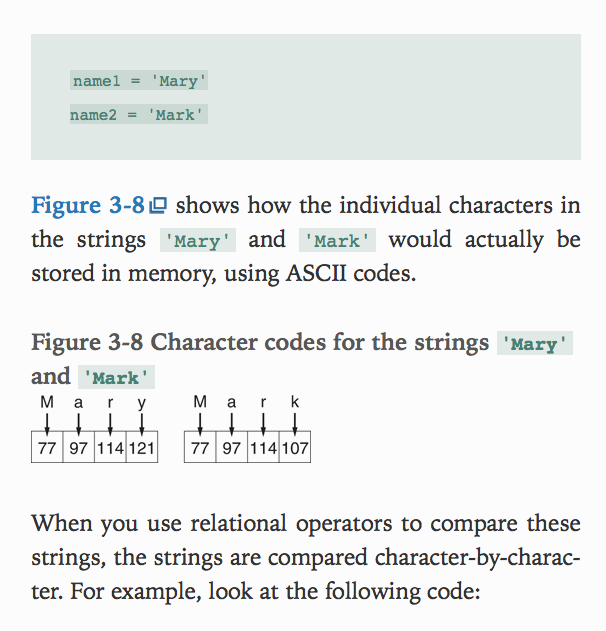 name1 = 'Mary'
name2 = 'Mark'
Figure 3-8 shows how the individual characters in
the strings 'Mary' and 'Mark' would actually be
stored in memory, using ASCII codes.
Figure 3-8 Character codes for the strings 'Mary'
and 'Mark'
M a r y M a r k
77 97 114 121 77 97 114 107
When you use relational operators to compare these
strings, the strings are compared character-by-charac-
ter. For example, look at the following code: